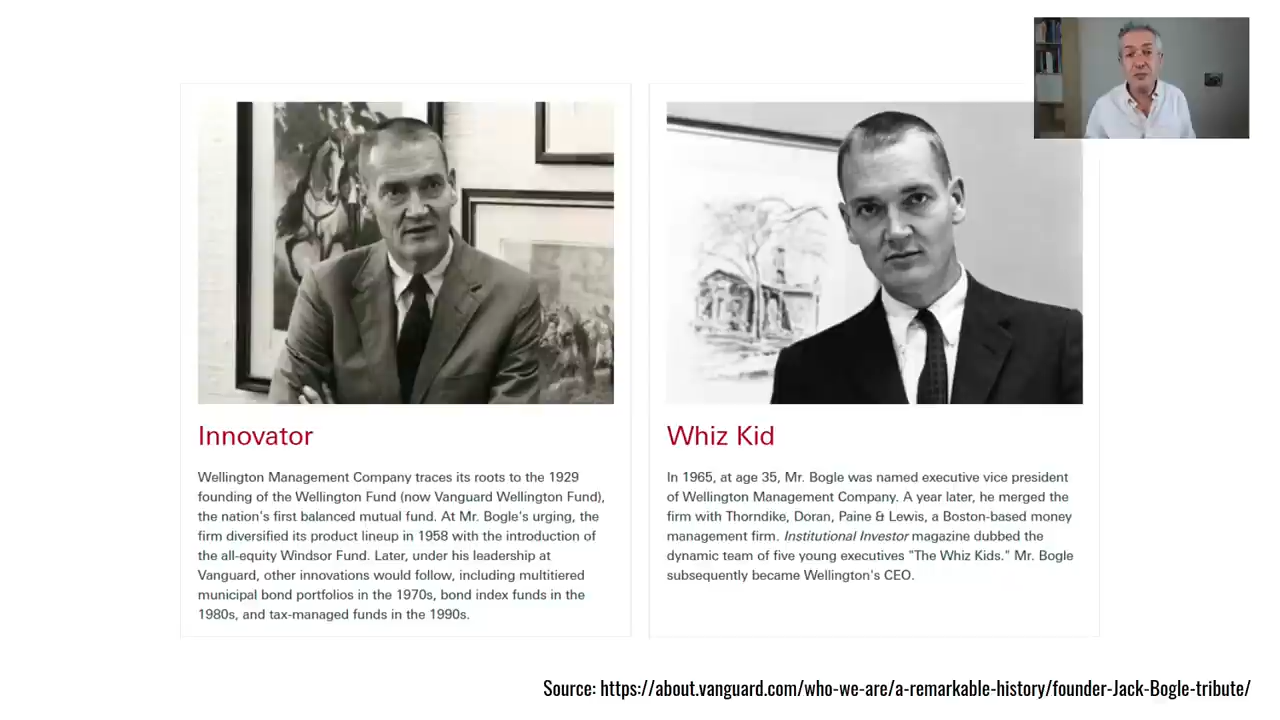 Innovator
Wellington Management Company traces its roots to the 1929
founding of the Wellington Fund (now Vanguard Wellington Fund),
the nation's first balanced mutual fund. At Mr. Bogle's urging, the
firm diversified its product lineup in 1958 with the introduction of
the all-equity Windsor Fund. Later, under his leadership at
Vanguard, other innovations would follow, including multitiered
municipal bond portfolios in the 1970s, bond index funds in the
1980s, and tax-managed funds in the 1990s.
Whiz Kid
In 1965, at age 35, Mr. Bogle was named executive vice president
of Wellington Management Company. A year later, he merged the
firm with Thorndike, Doran, Paine & Lewis, a Boston-based money
management firm. Institutional Investor magazine dubbed the
dynamic team of five young executives "The Whiz Kids." Mr. Bogle
subsequently became Wellington's CEO.
Source: https://about.vanguard.com/who-we-are/a-remarkable-history/founder-Jack-Bogle-tribute/